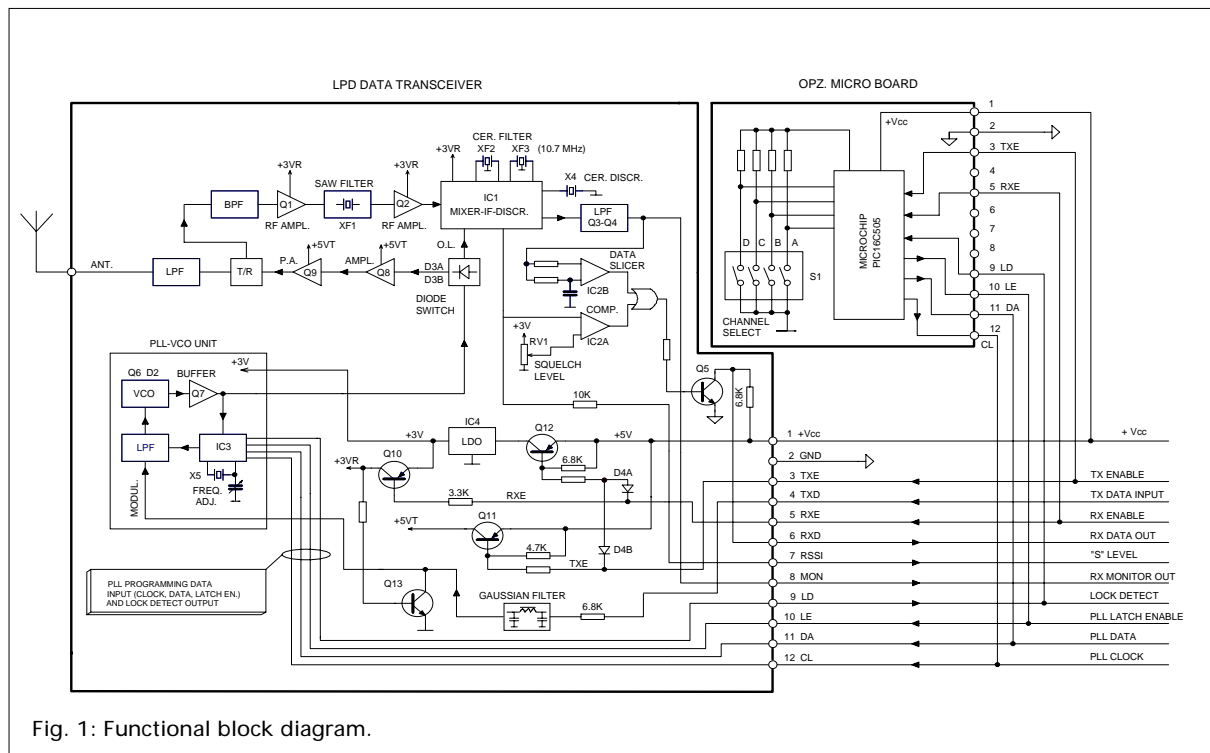 LPD DATA TRANSCEIVER
OPZ. MICRO BOARD
CER. FILTER
XF2
XF3
(10.7 MHz)
+3VR
+3VR
+3VR
SAW FILTER
X4
CER. DISCR.
BPF
Q1
XF1
Q2
IC1
MIXER-IF-DISCR.
LPF
Q3-Q4
RF AMPL.
RF AMPL.
+5VT
+5VT
O.L.
P.A.
AMPL.
D3A
D3B
ANT.
LPF
T/R
Q9
Q8
DIODE
SWITCH
DATA
SLICER
IC2B
COMP.
IC2A
+3V
RV1
SQUELCH
LEVEL
Q5
6.8K
10K
PLL-VCO UNIT
+3V
Q6 D2
BUFFER
VCO
Q7
LPF
IC3
X5
FREQ.
ADJ.
MODUL.
IC4
LDO
+3V
Q12
+5V
6.8K
D4A
Q10
+3VR
3.3K
RXE
Q11
+5VT
4.7K
TXE
D4B
Q13
GAUSSIAN FILTER
6.8K
PLL PROGRAMMING DATA
INPUT (CLOCK, DATA, LATCH EN.)
AND LOCK DETECT OUTPUT
+Vcc
MICROCHIP
PIC16C505
D C B A
S1
CHANNEL
SELECT
1
2
3 TXE
4
5 RXE
6
7
8
9 LD
10 LE
11 DA
12
CL
1 +Vcc
+ Vcc
2 GND
3 TXE
TX ENABLE
4 TXD
TX DATA INPUT
5 RXE
RX ENABLE
6 RXD
RX DATA OUT
7 RSSI
"S" LEVEL
8 MON
RX MONITOR OUT
9 LD
LOCK DETECT
10 LE
PLL LATCH ENABLE
11 DA
PLL DATA
12 CL
PLL CLOCK
Fig. 1: Functional block diagram.